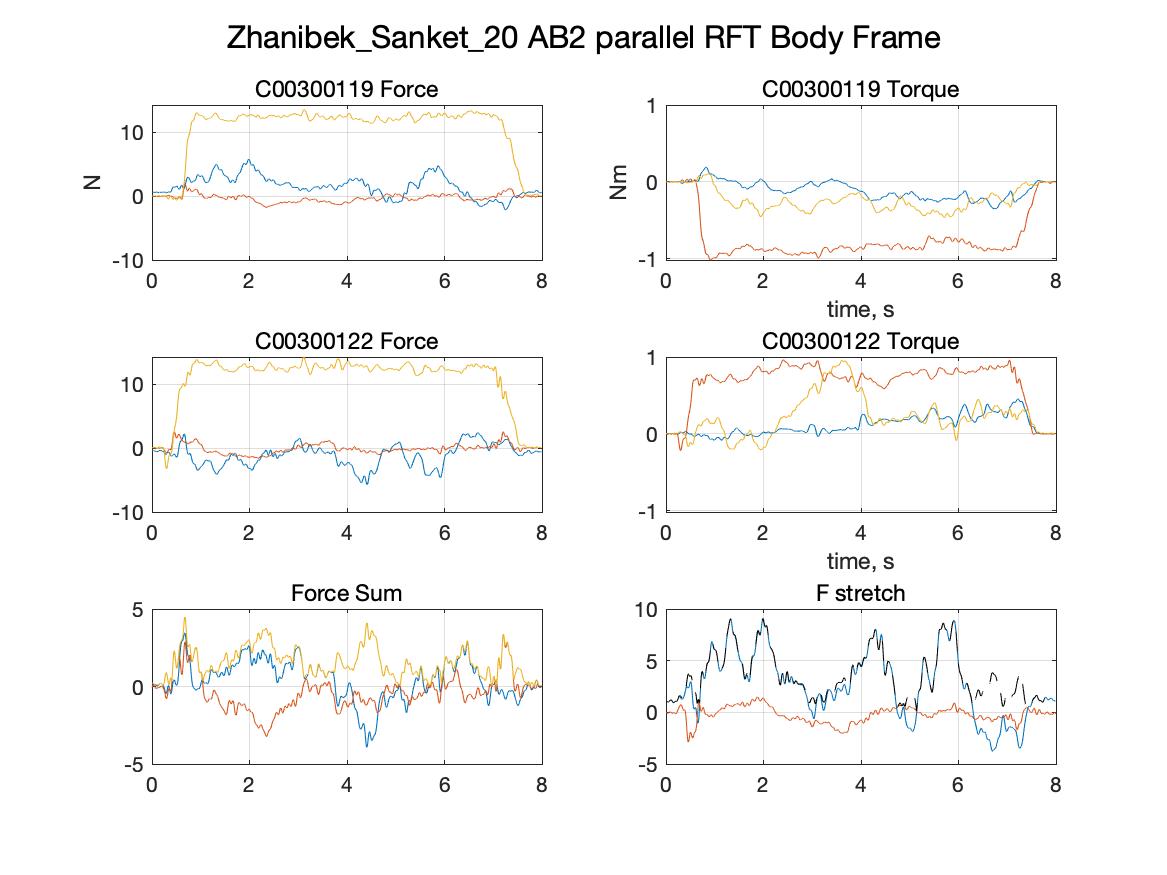 Zhanibek_Sanket_20 AB2 parallel RFT Body Frame
C00300119 Force
N
10
0
-10
0 2 4 6 8
C00300119 Torque
Nm
1
0
-1
0 2 4 6 8
time, s
C00300122 Force
10
0
-10
0 2 4 6 8
C00300122 Torque
1
0
-1
0 2 4 6 8
time, s
Force Sum
5
0
-5
0 2 4 6 8
F stretch
10
5
0
-5
0 2 4 6 8